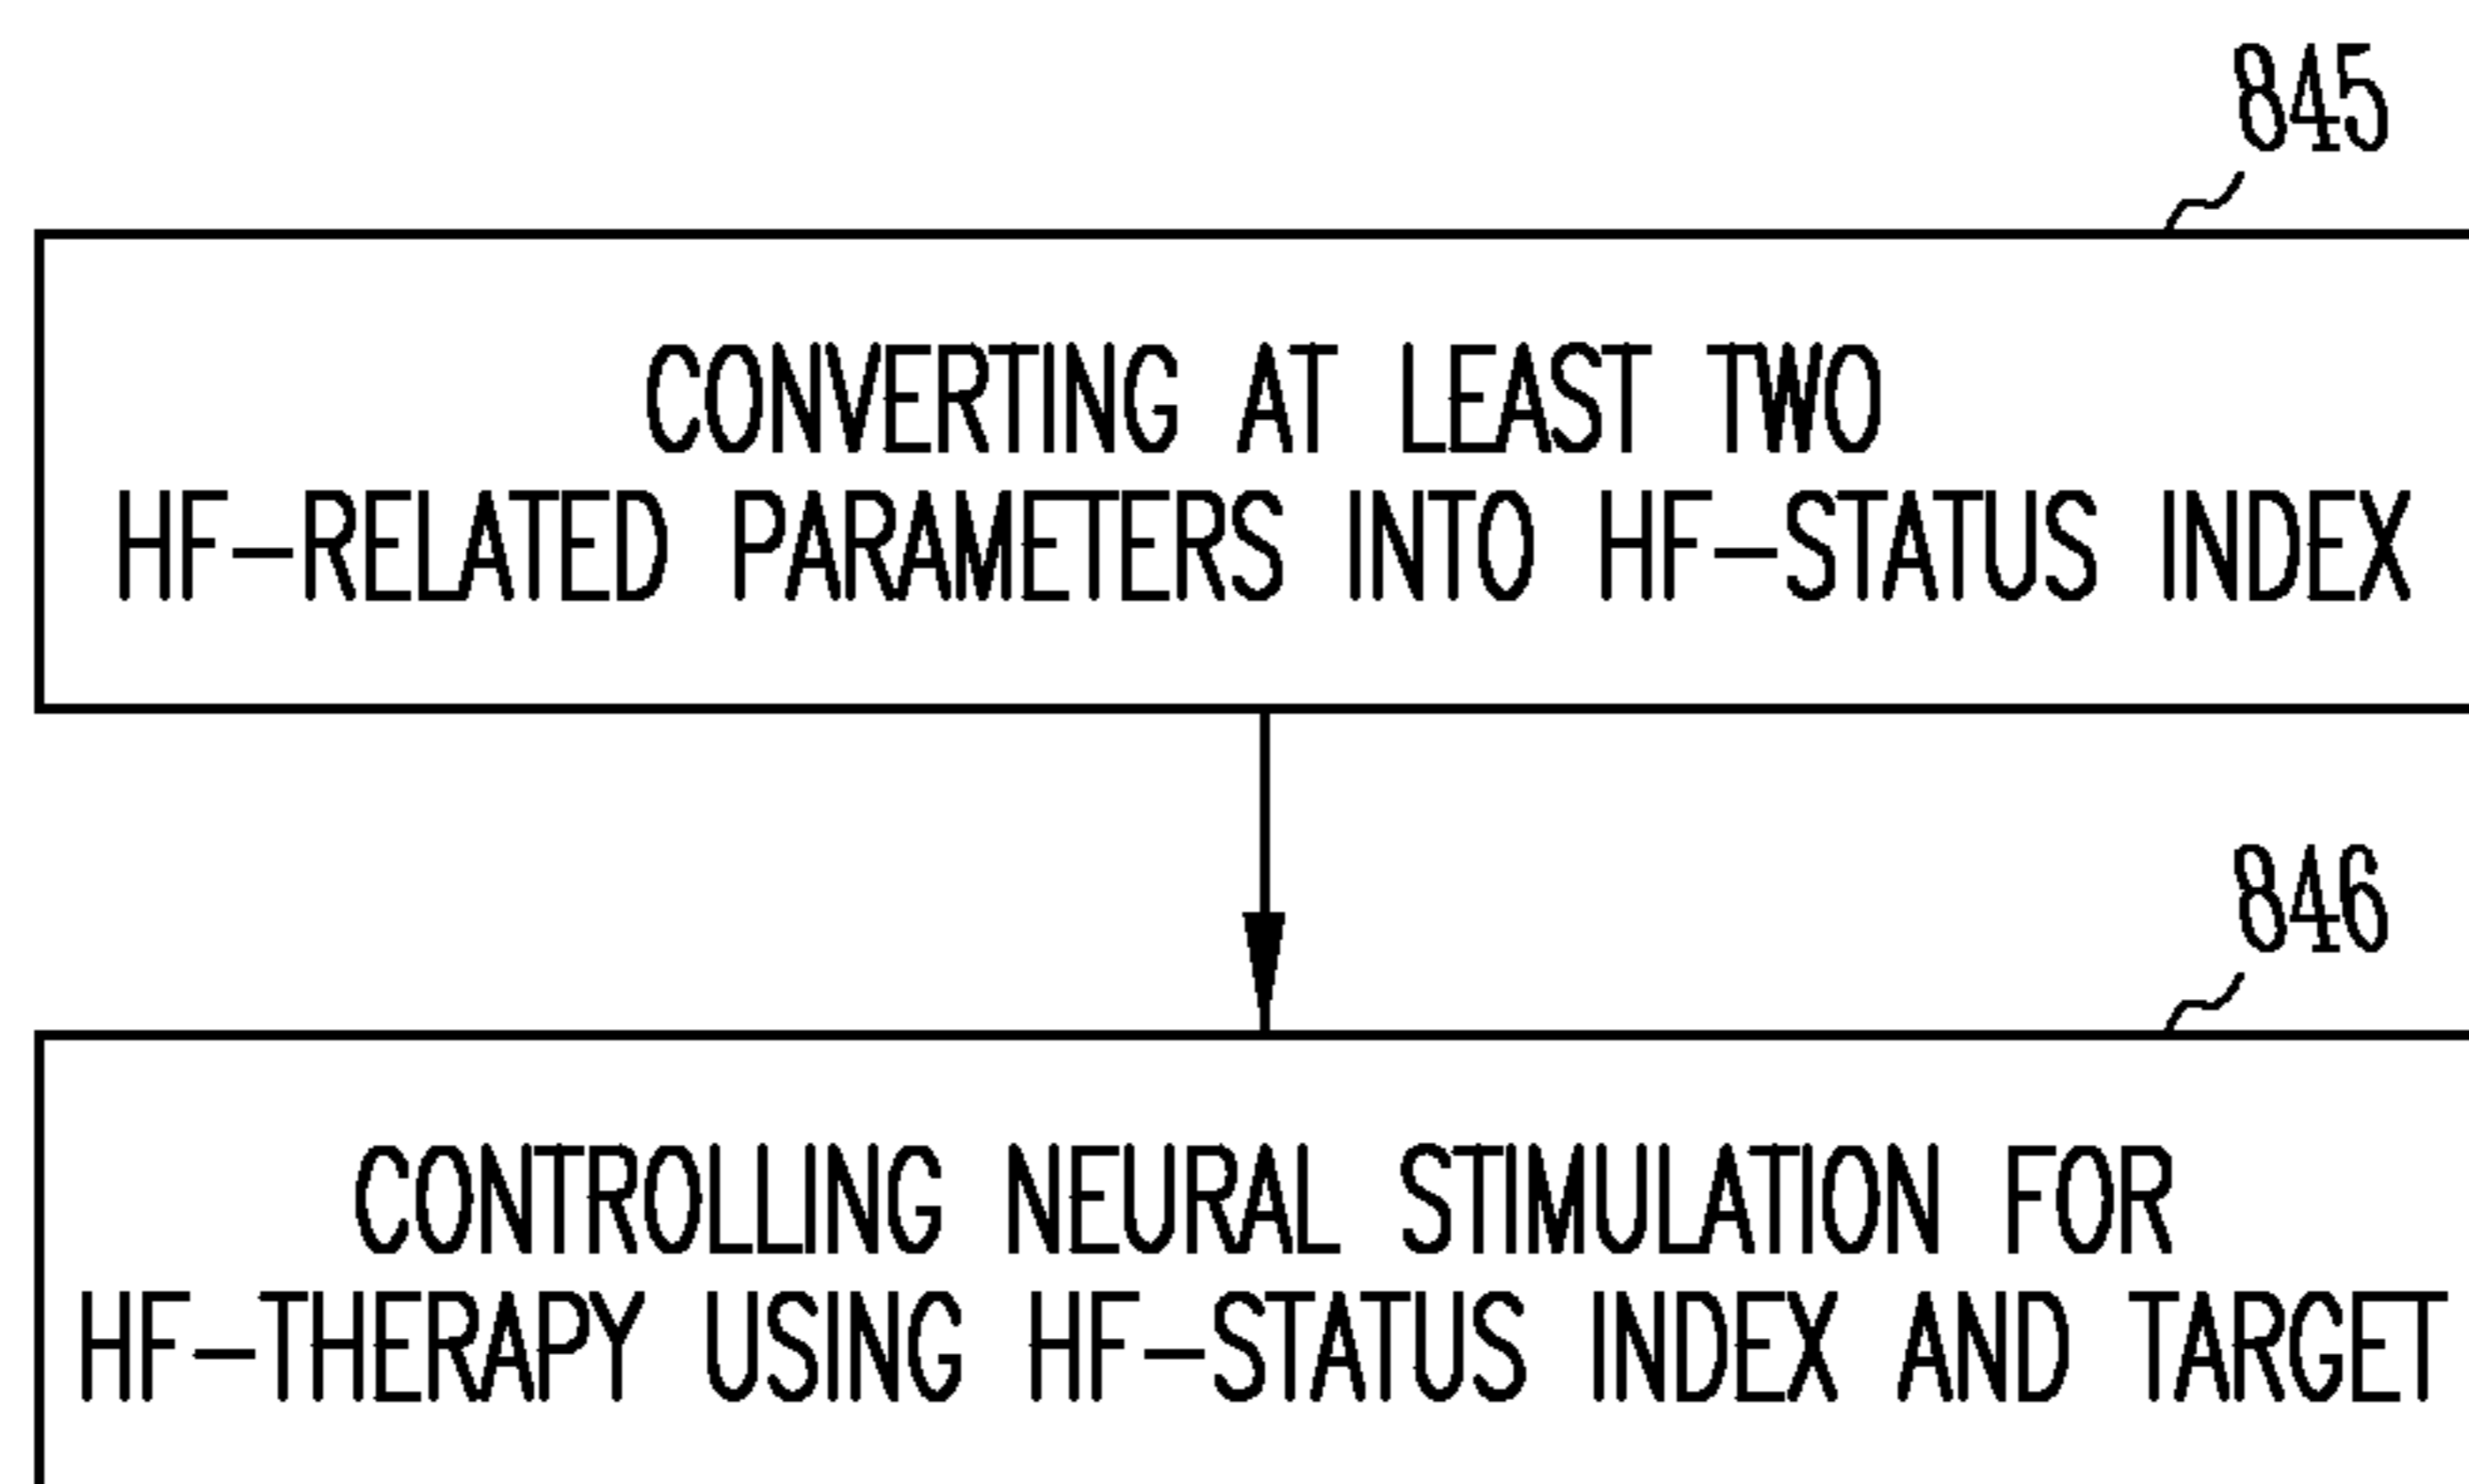 845
CONVERTING AT LEAST TWO
HF-RELATED PARAMETERS INTO HF-STATUS INDEX
846
CONTROLLING NEURAL STIMULATION FOR
HF-THERAPY USING HF-STATUS INDEX AND TARGET